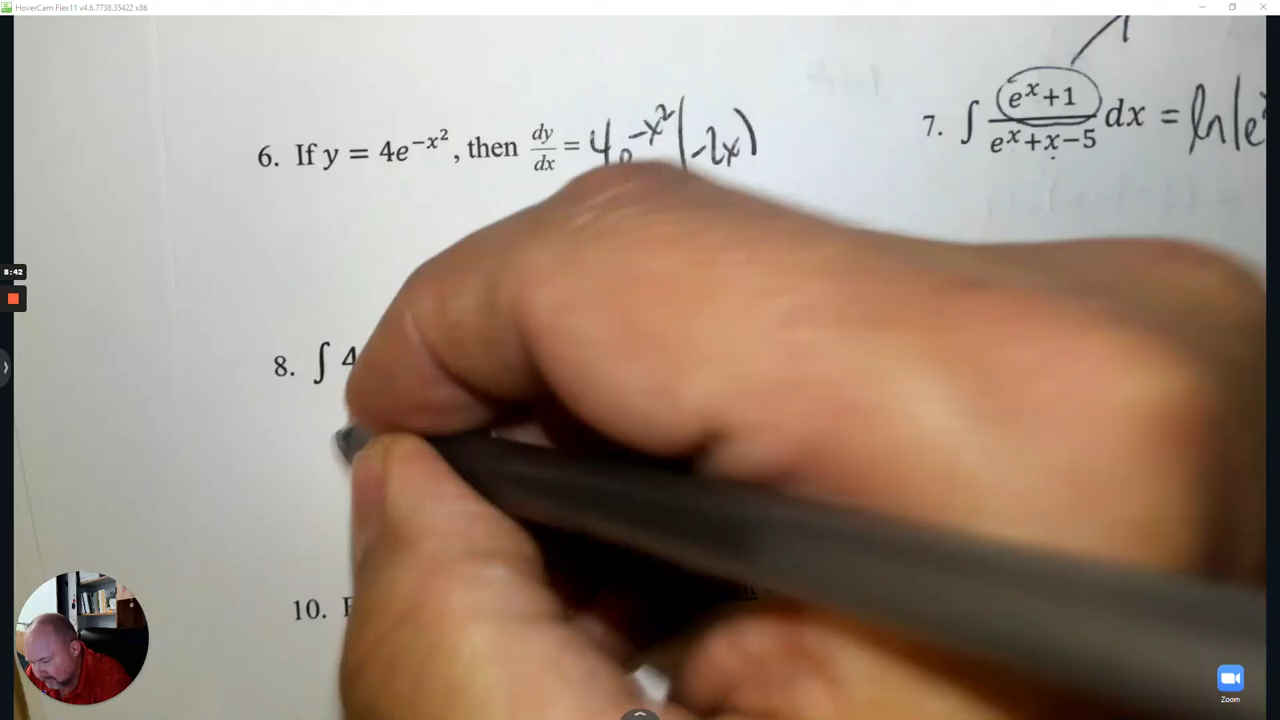 HoverCam Flex11 v4.6.7738.35422 x86
6. If y = 4e^{-x^2}, then dy/dx = 4e^{-x^2}(-2x)
7. ∫ (e^x+1)/(e^x+x−5) dx = ln|e^x
8:42
8. ∫ 4
10.
Zoom